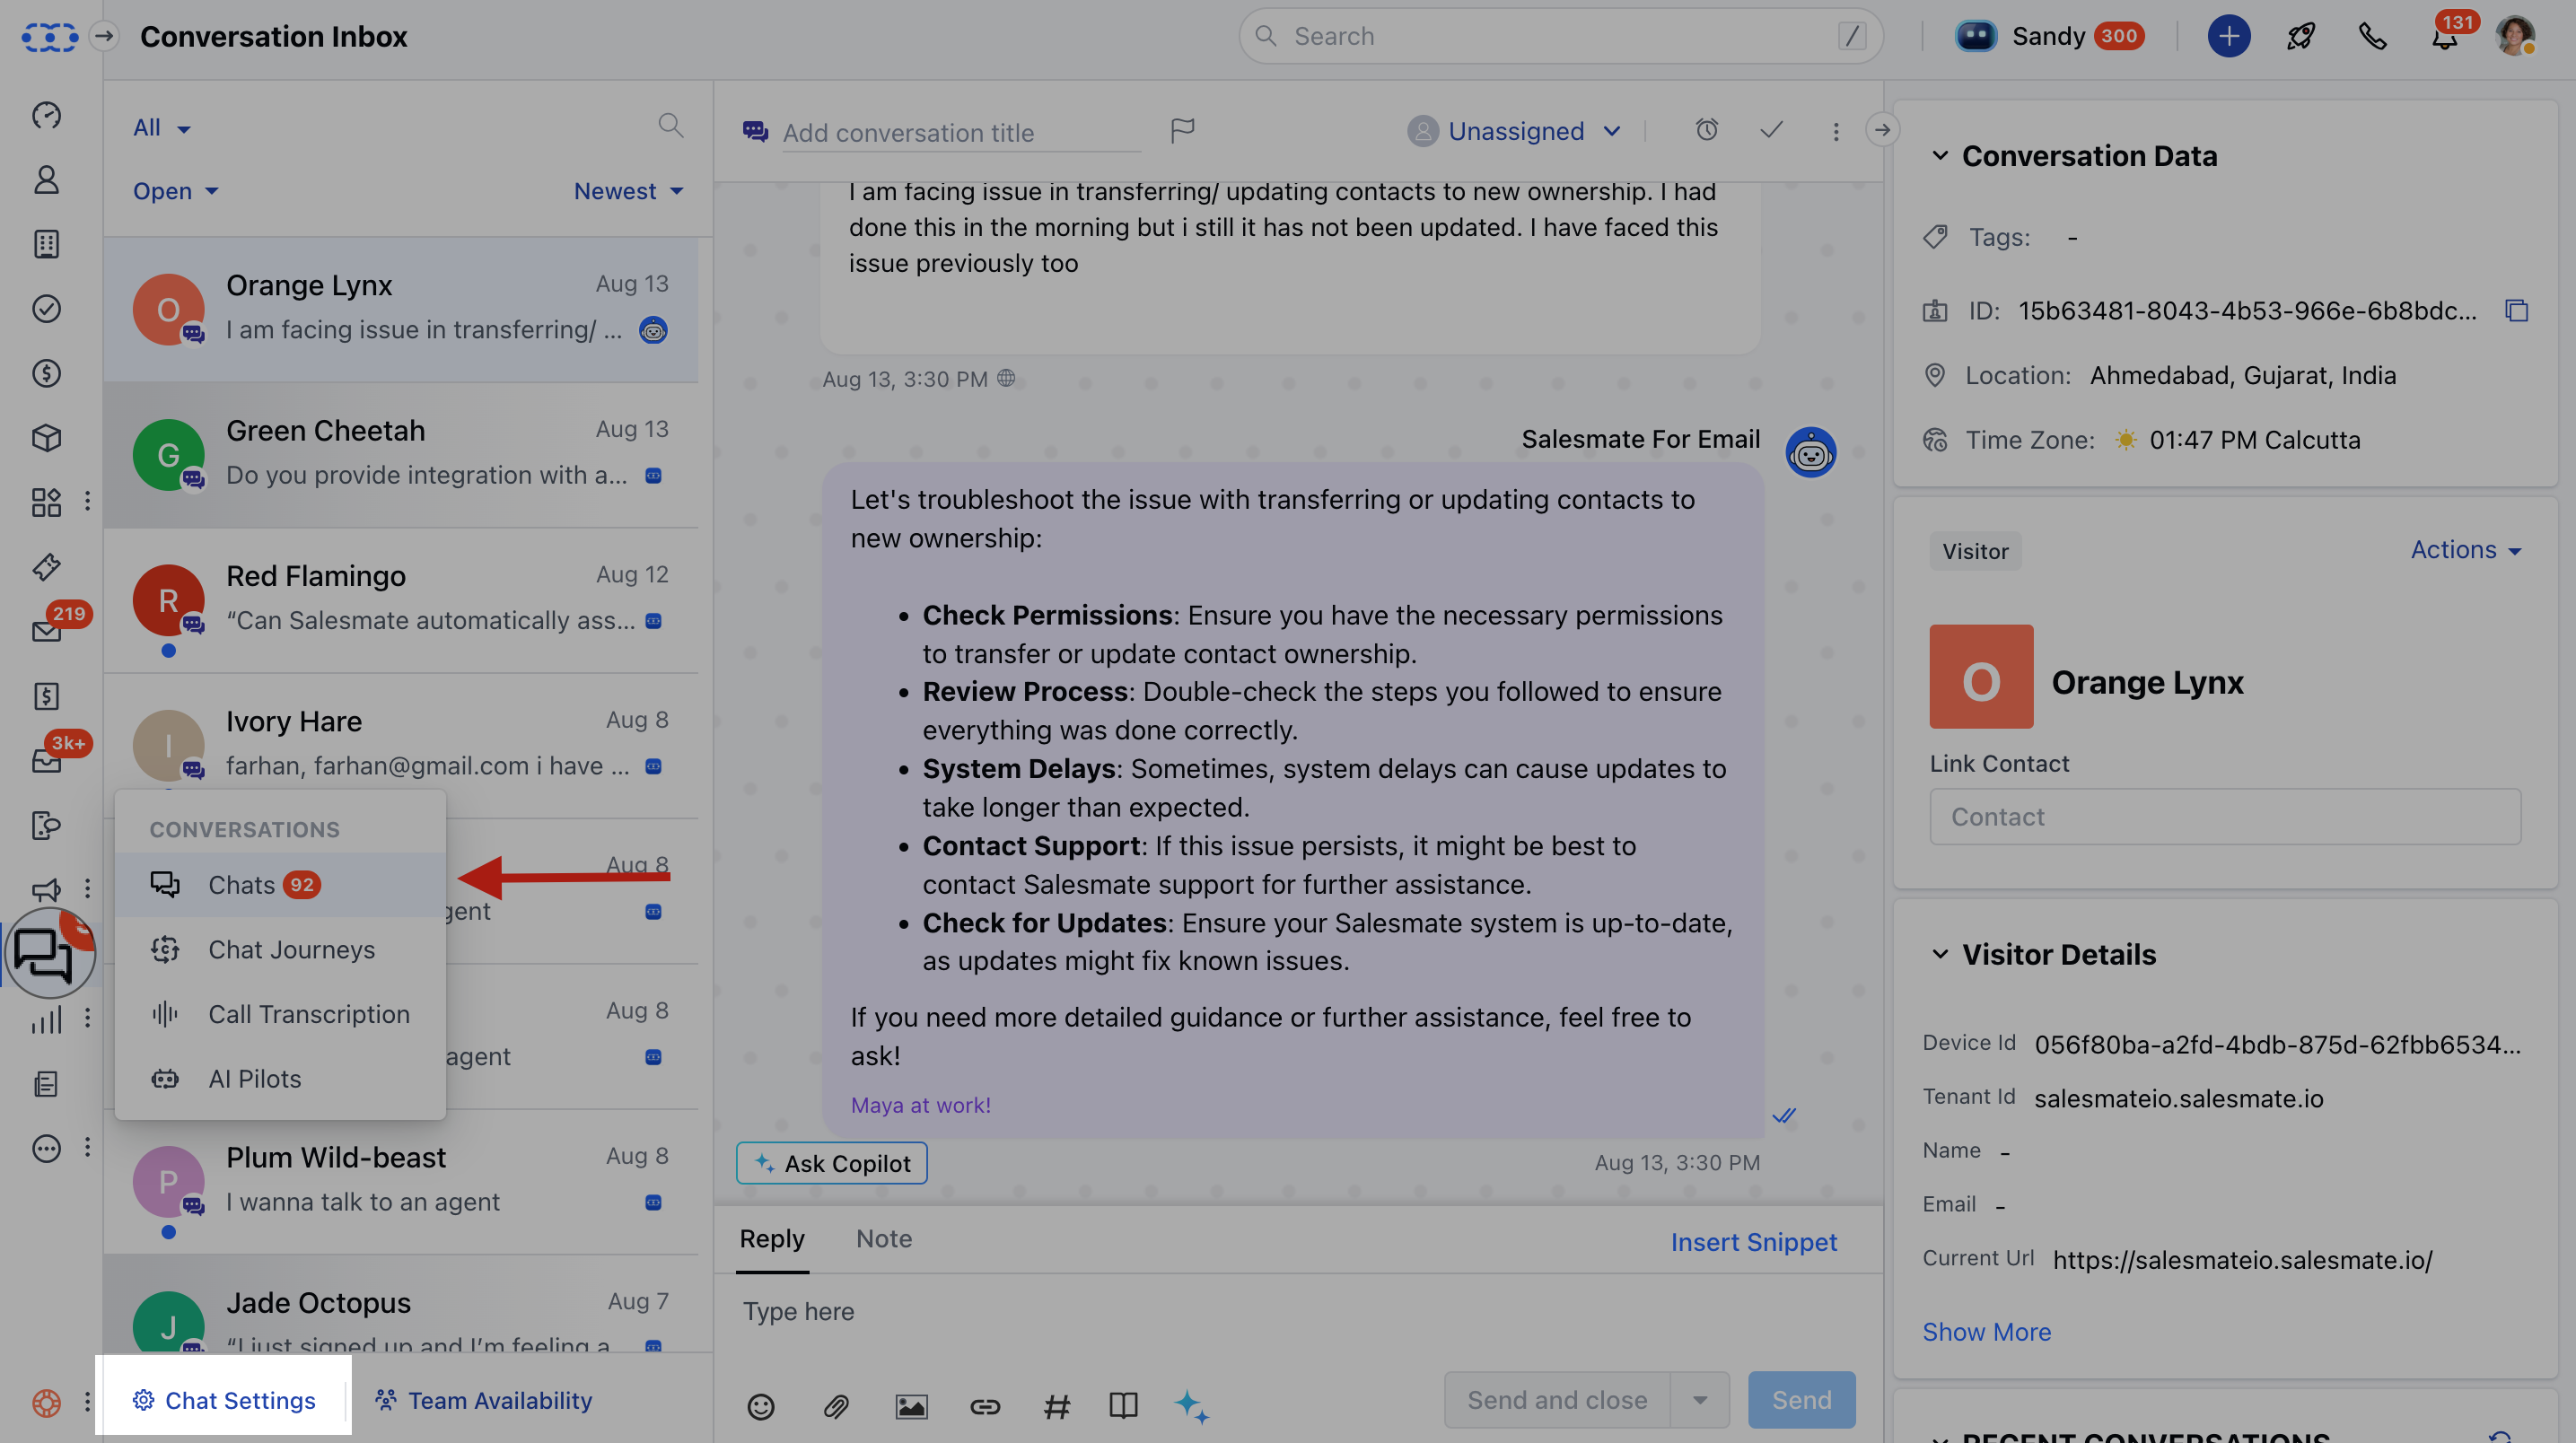 Conversation Inbox
Search
/
Sandy 300
131
All
Open
Newest
O
Orange Lynx
Aug 13
I am facing issue in transferring/ ...
G
Green Cheetah
Aug 13
Do you provide integration with a...
R
Red Flamingo
Aug 12
“Can Salesmate automatically ass...
I
Ivory Hare
Aug 8
farhan, farhan@gmail.com i have ...
219
3k+
CONVERSATIONS
Chats 92
Chat Journeys
Call Transcription
AI Pilots
Aug 8
gent
Aug 8
agent
P
Plum Wild-beast
Aug 8
I wanna talk to an agent
J
Jade Octopus
Aug 7
“I just signed up and I’m feeling a
Chat Settings
Team Availability
Add conversation title
Unassigned
I am facing issue in transferring/ updating contacts to new ownership. I had
done this in the morning but i still it has not been updated. I have faced this
issue previously too
Aug 13, 3:30 PM
Salesmate For Email
Let's troubleshoot the issue with transferring or updating contacts to
new ownership:
• Check Permissions: Ensure you have the necessary permissions
to transfer or update contact ownership.
• Review Process: Double-check the steps you followed to ensure
everything was done correctly.
• System Delays: Sometimes, system delays can cause updates to
take longer than expected.
• Contact Support: If this issue persists, it might be best to
contact Salesmate support for further assistance.
• Check for Updates: Ensure your Salesmate system is up-to-date,
as updates might fix known issues.
If you need more detailed guidance or further assistance, feel free to
ask!
Maya at work!
Ask Copilot
Aug 13, 3:30 PM
Reply
Note
Insert Snippet
Type here
Send and close
Send
Conversation Data
Tags: -
ID: 15b63481-8043-4b53-966e-6b8bdc...
Location: Ahmedabad, Gujarat, India
Time Zone: 01:47 PM Calcutta
Visitor
Actions
O
Orange Lynx
Link Contact
Contact
Visitor Details
Device Id 056f80ba-a2fd-4bdb-875d-62fbb6534...
Tenant Id salesmateio.salesmate.io
Name -
Email -
Current Url https://salesmateio.salesmate.io/
Show More
RECENT CONVERSATIONS